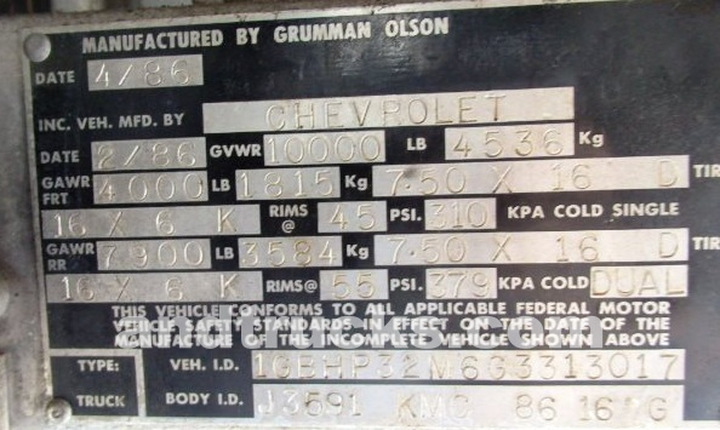 MANUFACTURED BY GRUMMAN OLSON
DATE 4/86
INC. VEH. MFD. BY CHEVROLET
DATE 2/86 GVWR 10000 LB 4536 Kg
GAWR FRT 4000 LB 1815 Kg 7.50 X 16 D TIR
16 X 6 K RIMS @ 45 PSI. 310 KPA COLD SINGLE
GAWR RR 7900 LB 3584 Kg 7.50 X 16 D TIR
16 X 6 K RIMS @ 55 PSI. 379 KPA COLD DUAL
THIS VEHICLE CONFORMS TO ALL APPLICABLE FEDERAL MOTOR
VEHICLE SAFETY STANDARDS IN EFFECT ON THE DATE OF THE
MANUFACTURE OF THE INCOMPLETE VEHICLE SHOWN ABOVE
TYPE: VEH. I.D. 1GBHP32M6G3313017
TRUCK BODY I.D. J3591 KMC 86 16 G